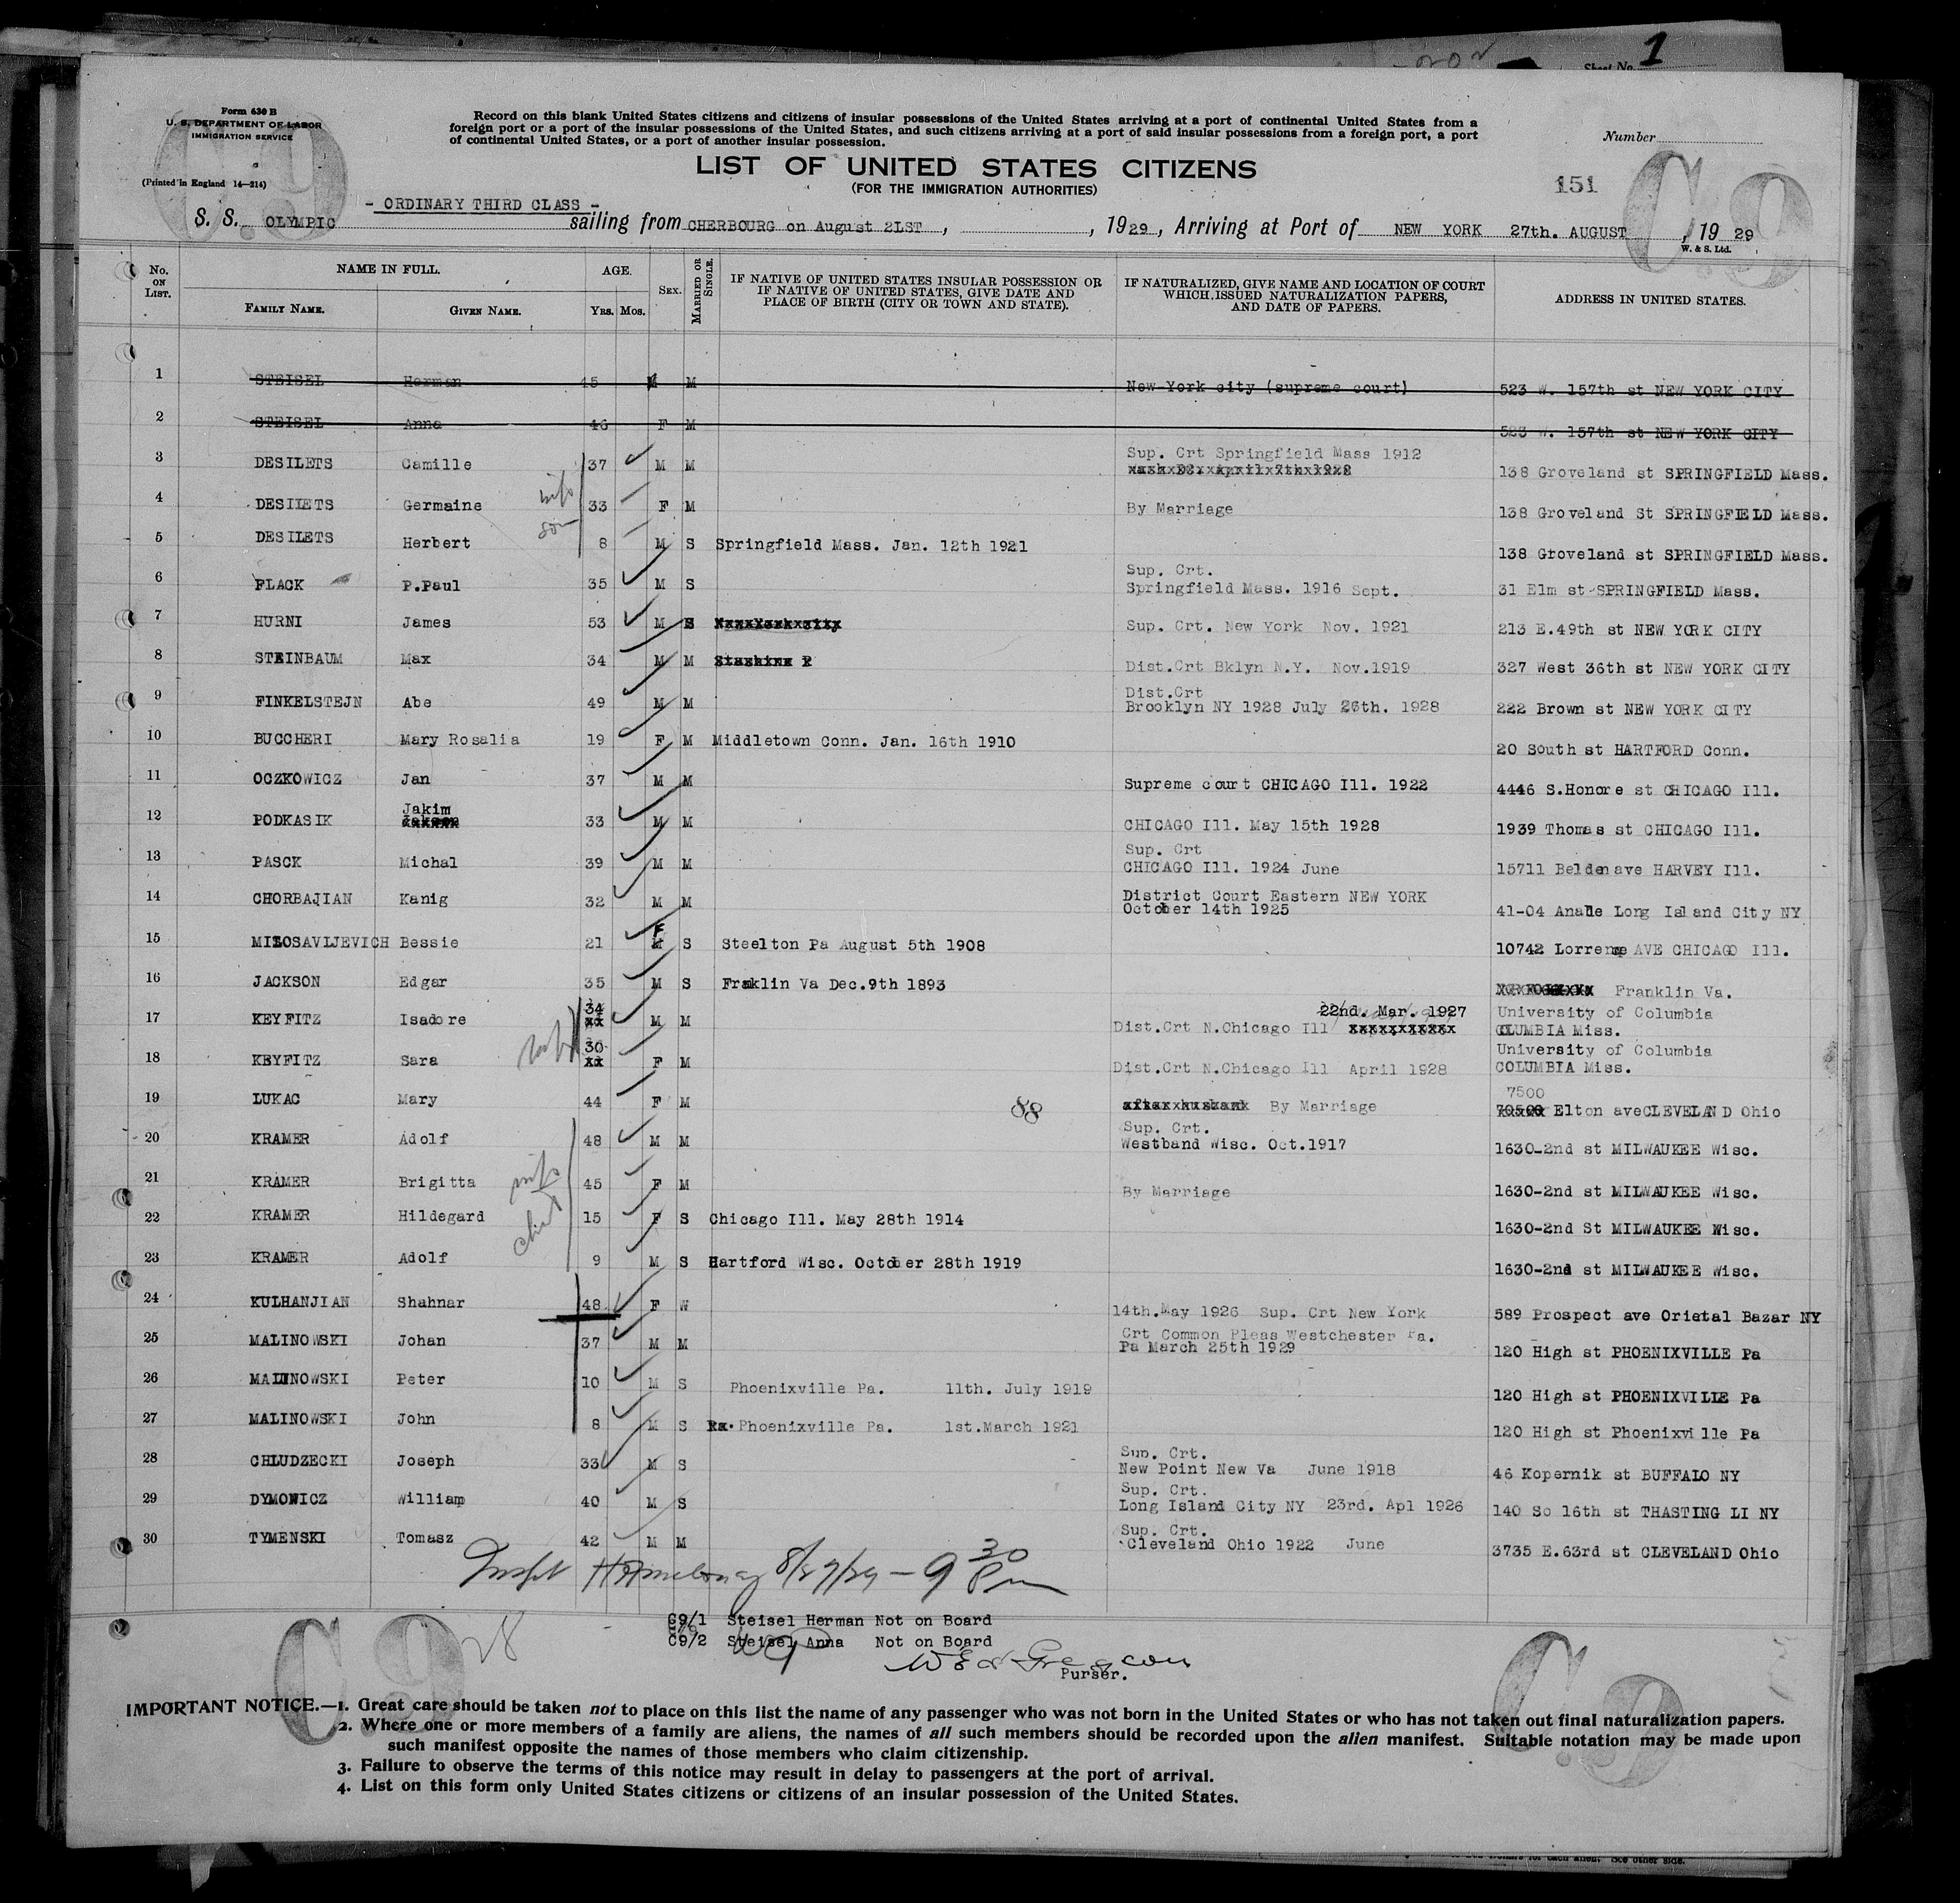 Sheet No. 1
Form 630 B
U. S. DEPARTMENT OF LABOR
IMMIGRATION SERVICE
(Printed in England 14—214)
C9
Record on this blank United States citizens and citizens of insular possessions of the United States arriving at a port of continental United States from a
foreign port or a port of the insular possessions of the United States, and such citizens arriving at a port of said insular possessions from a foreign port, a port
of continental United States, or a port of another insular possession.
Number
LIST OF UNITED STATES CITIZENS
(FOR THE IMMIGRATION AUTHORITIES)
151
C9
- ORDINARY THIRD CLASS -
S. S. OLYMPIC sailing from CHERBOURG on August 21ST , , 1929 , Arriving at Port of NEW YORK 27th. AUGUST , 19 29
W. & S. Ltd.
No. ON LIST. NAME IN FULL. FAMILY NAME. GIVEN NAME. AGE. YRS. MOS. SEX. MARRIED OR SINGLE. IF NATIVE OF UNITED STATES INSULAR POSSESSION OR IF NATIVE OF UNITED STATES, GIVE DATE AND PLACE OF BIRTH (CITY OR TOWN AND STATE). IF NATURALIZED, GIVE NAME AND LOCATION OF COURT WHICH ISSUED NATURALIZATION PAPERS, AND DATE OF PAPERS. ADDRESS IN UNITED STATES.
1 STEISEL Herman 45 M M New-York city (supreme court) 523 W. 157th st NEW YORK CITY
2 STEISEL Anna 46 F M 523 W. 157th st NEW YORK CITY
3 DESILETS Camille 37 M M Sup. Crt Springfield Mass 1912 138 Groveland st SPRINGFIELD Mass.
4 DESILETS Germaine wife 33 F M By Marriage 138 Groveland St SPRINGFIELD Mass.
5 DESILETS Herbert son 8 M S Springfield Mass. Jan. 12th 1921 138 Groveland st SPRINGFIELD Mass.
6 FLACK P.Paul 35 M S Sup. Crt. Springfield Mass. 1916 Sept. 31 Elm st SPRINGFIELD Mass.
7 HURNI James 53 M S Sup. Crt. New York Nov. 1921 213 E.49th st NEW YORK CITY
8 STEINBAUM Max 34 M M Dist.Crt Bklyn N.Y. Nov.1919 327 West 36th st NEW YORK CITY
9 FINKELSTEJN Abe 49 M M Dist.Crt Brooklyn NY 1928 July 26th. 1928 222 Brown st NEW YORK CITY
10 BUCCHERI Mary Rosalia 19 F M Middletown Conn. Jan. 16th 1910 20 South st HARTFORD Conn.
11 OCZKOWICZ Jan 37 M M Supreme court CHICAGO Ill. 1922 4446 S.Honore st CHICAGO Ill.
12 PODKASIK Jakim 33 M M CHICAGO Ill. May 15th 1928 1939 Thomas st CHICAGO Ill.
13 PASCK Michal 39 M M Sup. Crt CHICAGO Ill. 1924 June 15711 Belden ave HARVEY Ill.
14 CHORBAJIAN Kanig 32 M M District Court Eastern NEW YORK October 14th 1925 41-04 Long Island City NY
15 MILOSAVLJEVICH Bessie 21 F S Steelton Pa August 5th 1908 10742 AVE CHICAGO Ill.
16 JACKSON Edgar 35 M S Franklin Va Dec.9th 1893 Franklin Va.
17 KEYFITZ Isadore 34 M M 22nd. Mar. 1927 Dist.Crt N.Chicago Ill University of Columbia COLUMBIA Miss.
18 KEYFITZ Sara wife 30 F M Dist.Crt N.Chicago Ill April 1928 University of Columbia COLUMBIA Miss.
19 LUKAC Mary 44 F M 88 By Marriage 7500 Elton ave CLEVELAND Ohio
20 KRAMER Adolf 48 M M Sup. Crt. Westband Wisc. Oct.1917 1630-2nd st MILWAUKEE Wisc.
21 KRAMER Brigitta wife 45 F M By Marriage 1630-2nd st MILWAUKEE Wisc.
22 KRAMER Hildegard 15 F S Chicago Ill. May 28th 1914 1630-2nd St MILWAUKEE Wisc.
23 KRAMER Adolf 9 M S Hartford Wisc. October 28th 1919 1630-2nd st MILWAUKEE Wisc.
24 KULHANJIAN Shahnar 48 F W 14th.May 1926 Sup. Crt New York 589 Prospect ave Orietal Bazar NY
25 MALINOWSKI Johan 37 M M Crt Common Pleas Westchester Pa. Pa March 25th 1929 120 High st PHOENIXVILLE Pa
26 MALINOWSKI Peter 10 M S Phoenixville Pa. 11th. July 1919 120 High st PHOENIXVILLE Pa
27 MALINOWSKI John 8 M S Phoenixville Pa. 1st.March 1921 120 High st Phoenixville Pa
28 CHLUDZECKI Joseph 33 M S Sup. Crt. New Point New Va June 1918 46 Kopernik st BUFFALO NY
29 DYMOWICZ William 40 M S Sup. Crt. Long Island City NY 23rd. Apl 1926 140 So 16th st THASTING LI NY
30 TYMENSKI Tomasz 42 M M Sup. Crt. Cleveland Ohio 1922 June 3735 E.63rd st CLEVELAND Ohio
8/27/29 - 9 30 Pm
C9/1 Steisel Herman Not on Board
C9/2 Steisel Anna Not on Board
28
Purser.
C9
C9
IMPORTANT NOTICE.—1. Great care should be taken not to place on this list the name of any passenger who was not born in the United States or who has not taken out final naturalization papers.
2. Where one or more members of a family are aliens, the names of all such members should be recorded upon the alien manifest. Suitable notation may be made upon
such manifest opposite the names of those members who claim citizenship.
3. Failure to observe the terms of this notice may result in delay to passengers at the port of arrival.
4. List on this form only United States citizens or citizens of an insular possession of the United States.